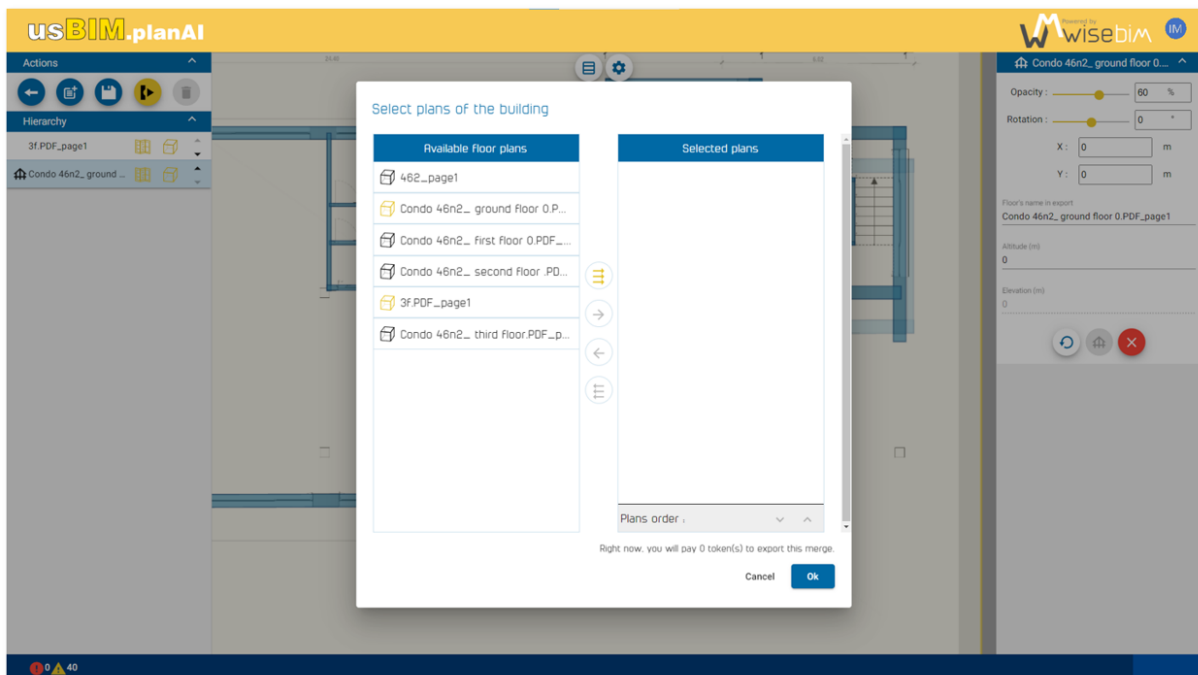 usBIM.planAI
Powered by
wisebim
IM
Actions
Hierarchy
3f.PDF_page1
Condo 46n2_ ground ...
Select plans of the building
Available floor plans
462_page1
Condo 46n2_ ground floor 0.P...
Condo 46n2_ first floor 0.PDF_...
Condo 46n2_ second floor .PD...
3f.PDF_page1
Condo 46n2_ third floor.PDF_p...
Selected plans
Plans order :
Right now, you will pay 0 token(s) to export this merge.
Cancel
Ok
Condo 46n2_ ground floor 0....
Opacity : 60 %
Rotation : 0 °
X : 0 m
Y : 0 m
Floor's name in export
Condo 46n2_ ground floor 0.PDF_page1
Altitude (m)
0
Elevation (m)
0
0 40